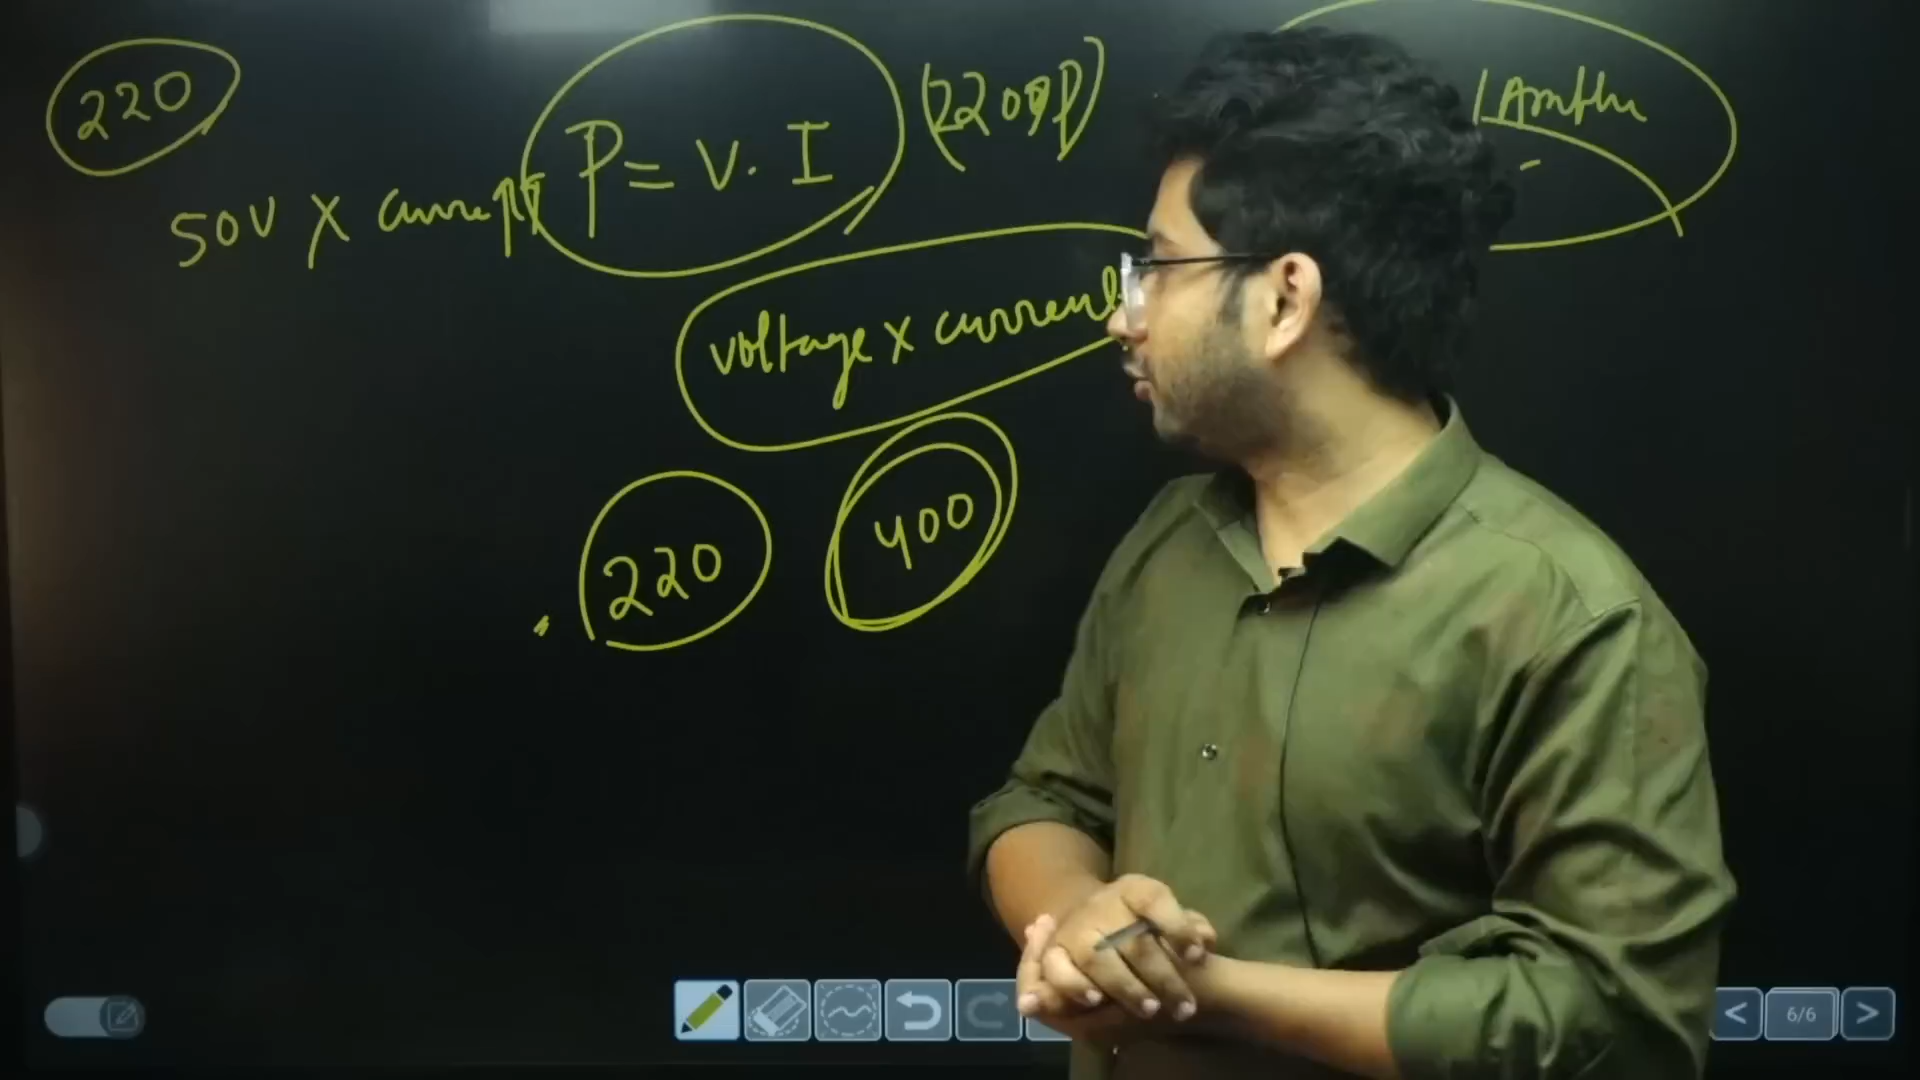 220
P = V. I
50V X current
voltage x current
220
400
6/6